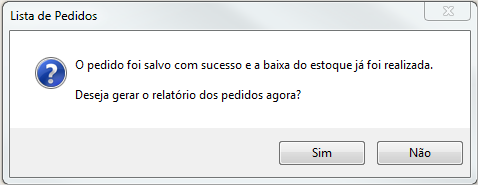 Lista de Pedidos
O pedido foi salvo com sucesso e a baixa do estoque já foi realizada.
Deseja gerar o relatório dos pedidos agora?
Sim
Não